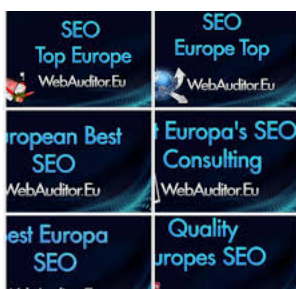 SEO
Top Europe
WebAuditor.Eu
SEO
Europe Top
WebAuditor.Eu
ropean Best
SEO
WebAuditor.Eu
t Europa's SEO
Consulting
WebAuditor.Eu
est Europa
SEO
Quality
uropes SEO